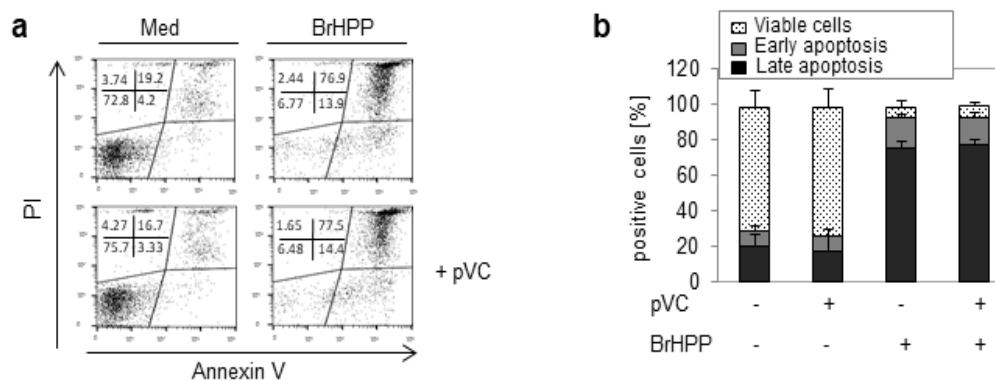 a
Med
BrHPP
3.74 19.2
72.8 4.2
2.44 76.9
6.77 13.9
4.27 16.7
75.7 3.33
1.65 77.5
6.48 14.4
PI
+ pVC
Annexin V
b
Viable cells
Early apoptosis
Late apoptosis
positive cells [%]
120
100
80
60
40
20
0
pVC - + - +
BrHPP - - + +